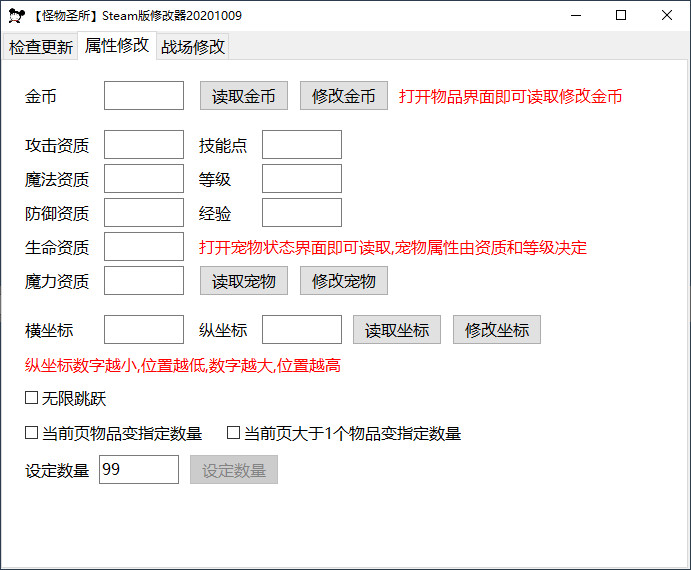 【怪物圣所】Steam版修改器20201009
检查更新 属性修改 战场修改
金币 读取金币 修改金币 打开物品界面即可读取修改金币
攻击资质 技能点
魔法资质 等级
防御资质 经验
生命资质 打开宠物状态界面即可读取,宠物属性由资质和等级决定
魔力资质 读取宠物 修改宠物
横坐标 纵坐标 读取坐标 修改坐标
纵坐标数字越小,位置越低,数字越大,位置越高
无限跳跃
当前页物品变指定数量 当前页大于1个物品变指定数量
设定数量 99 设定数量